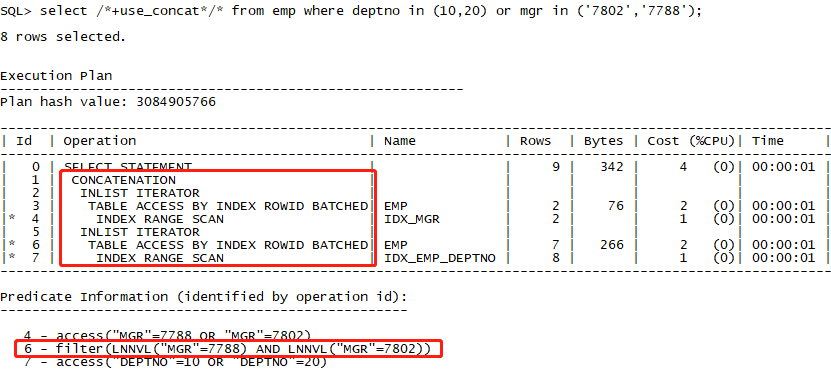 SQL> select /*+use_concat*/* from emp where deptno in (10,20) or mgr in ('7802','7788');
8 rows selected.
Execution Plan
----------------------------------------------------------
Plan hash value: 3084905766
--------------------------------------------------------------------------------------------------------
| Id  | Operation                              | Name           | Rows  | Bytes | Cost (%CPU)| Time     |
--------------------------------------------------------------------------------------------------------
|   0 | SELECT STATEMENT                       |                |     9 |   342 |     4   (0)| 00:00:01 |
|   1 |  CONCATENATION                         |                |       |       |            |          |
|   2 |   INLIST ITERATOR                      |                |       |       |            |          |
|   3 |    TABLE ACCESS BY INDEX ROWID BATCHED| EMP            |     2 |    76 |     2   (0)| 00:00:01 |
|*  4 |     INDEX RANGE SCAN                   | IDX_MGR        |     2 |       |     1   (0)| 00:00:01 |
|   5 |   INLIST ITERATOR                      |                |       |       |            |          |
|*  6 |    TABLE ACCESS BY INDEX ROWID BATCHED| EMP            |     7 |   266 |     2   (0)| 00:00:01 |
|*  7 |     INDEX RANGE SCAN                   | IDX_EMP_DEPTNO |     8 |       |     1   (0)| 00:00:01 |
--------------------------------------------------------------------------------------------------------
Predicate Information (identified by operation id):
---------------------------------------------------
4 - access("MGR"=7788 OR "MGR"=7802)
6 - filter(LNNVL("MGR"=7788) AND LNNVL("MGR"=7802))
7 - access("DEPTNO"=10 OR "DEPTNO"=20)